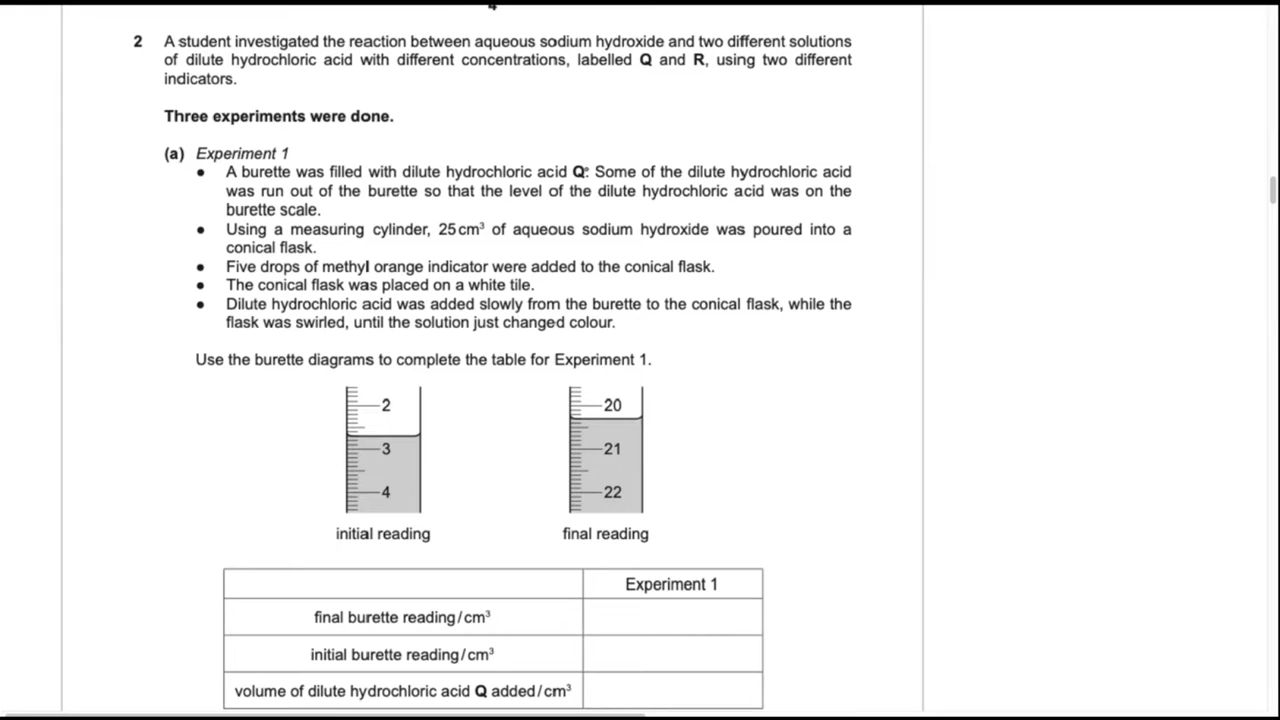 4
2 A student investigated the reaction between aqueous sodium hydroxide and two different solutions
of dilute hydrochloric acid with different concentrations, labelled Q and R, using two different
indicators.
Three experiments were done.
(a) Experiment 1
• A burette was filled with dilute hydrochloric acid Q. Some of the dilute hydrochloric acid
was run out of the burette so that the level of the dilute hydrochloric acid was on the
burette scale.
• Using a measuring cylinder, 25 cm³ of aqueous sodium hydroxide was poured into a
conical flask.
• Five drops of methyl orange indicator were added to the conical flask.
• The conical flask was placed on a white tile.
• Dilute hydrochloric acid was added slowly from the burette to the conical flask, while the
flask was swirled, until the solution just changed colour.
Use the burette diagrams to complete the table for Experiment 1.
2
3
4
initial reading
20
21
22
final reading
Experiment 1
final burette reading/cm³
initial burette reading/cm³
volume of dilute hydrochloric acid Q added/cm³